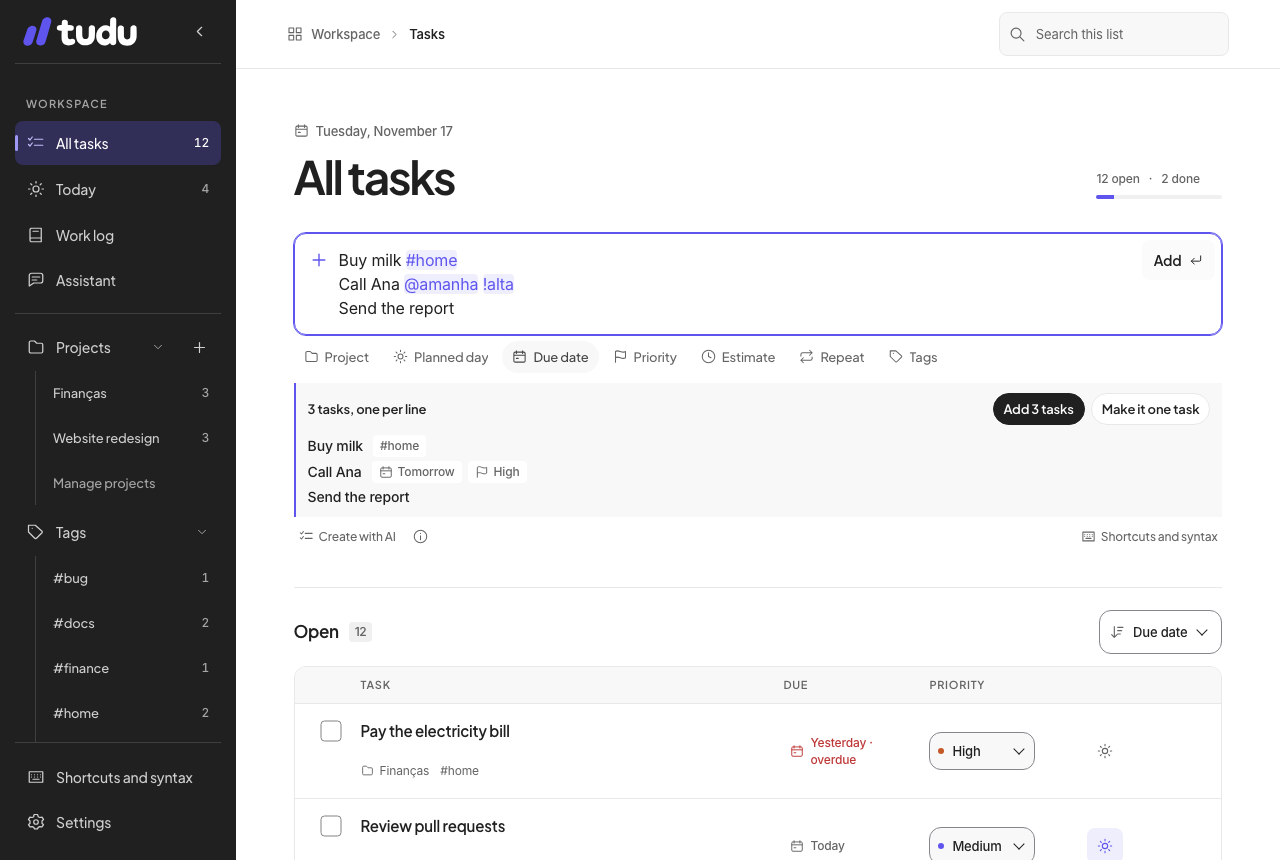 tudu
WORKSPACE
All tasks 12
Today 4
Work log
Assistant
Projects
Finanças 3
Website redesign 3
Manage projects
Tags
#bug 1
#docs 2
#finance 1
#home 2
Shortcuts and syntax
Settings
Workspace > Tasks
Search this list
Tuesday, November 17
All tasks
12 open · 2 done
Buy milk #home
Call Ana @amanha !alta
Send the report
Add
Project Planned day Due date Priority Estimate Repeat Tags
3 tasks, one per line
Add 3 tasks Make it one task
Buy milk #home
Call Ana Tomorrow High
Send the report
Create with AI
Shortcuts and syntax
Open 12
Due date
TASK DUE PRIORITY
Pay the electricity bill
Finanças #home
Yesterday ·
overdue
High
Review pull requests
Today
Medium